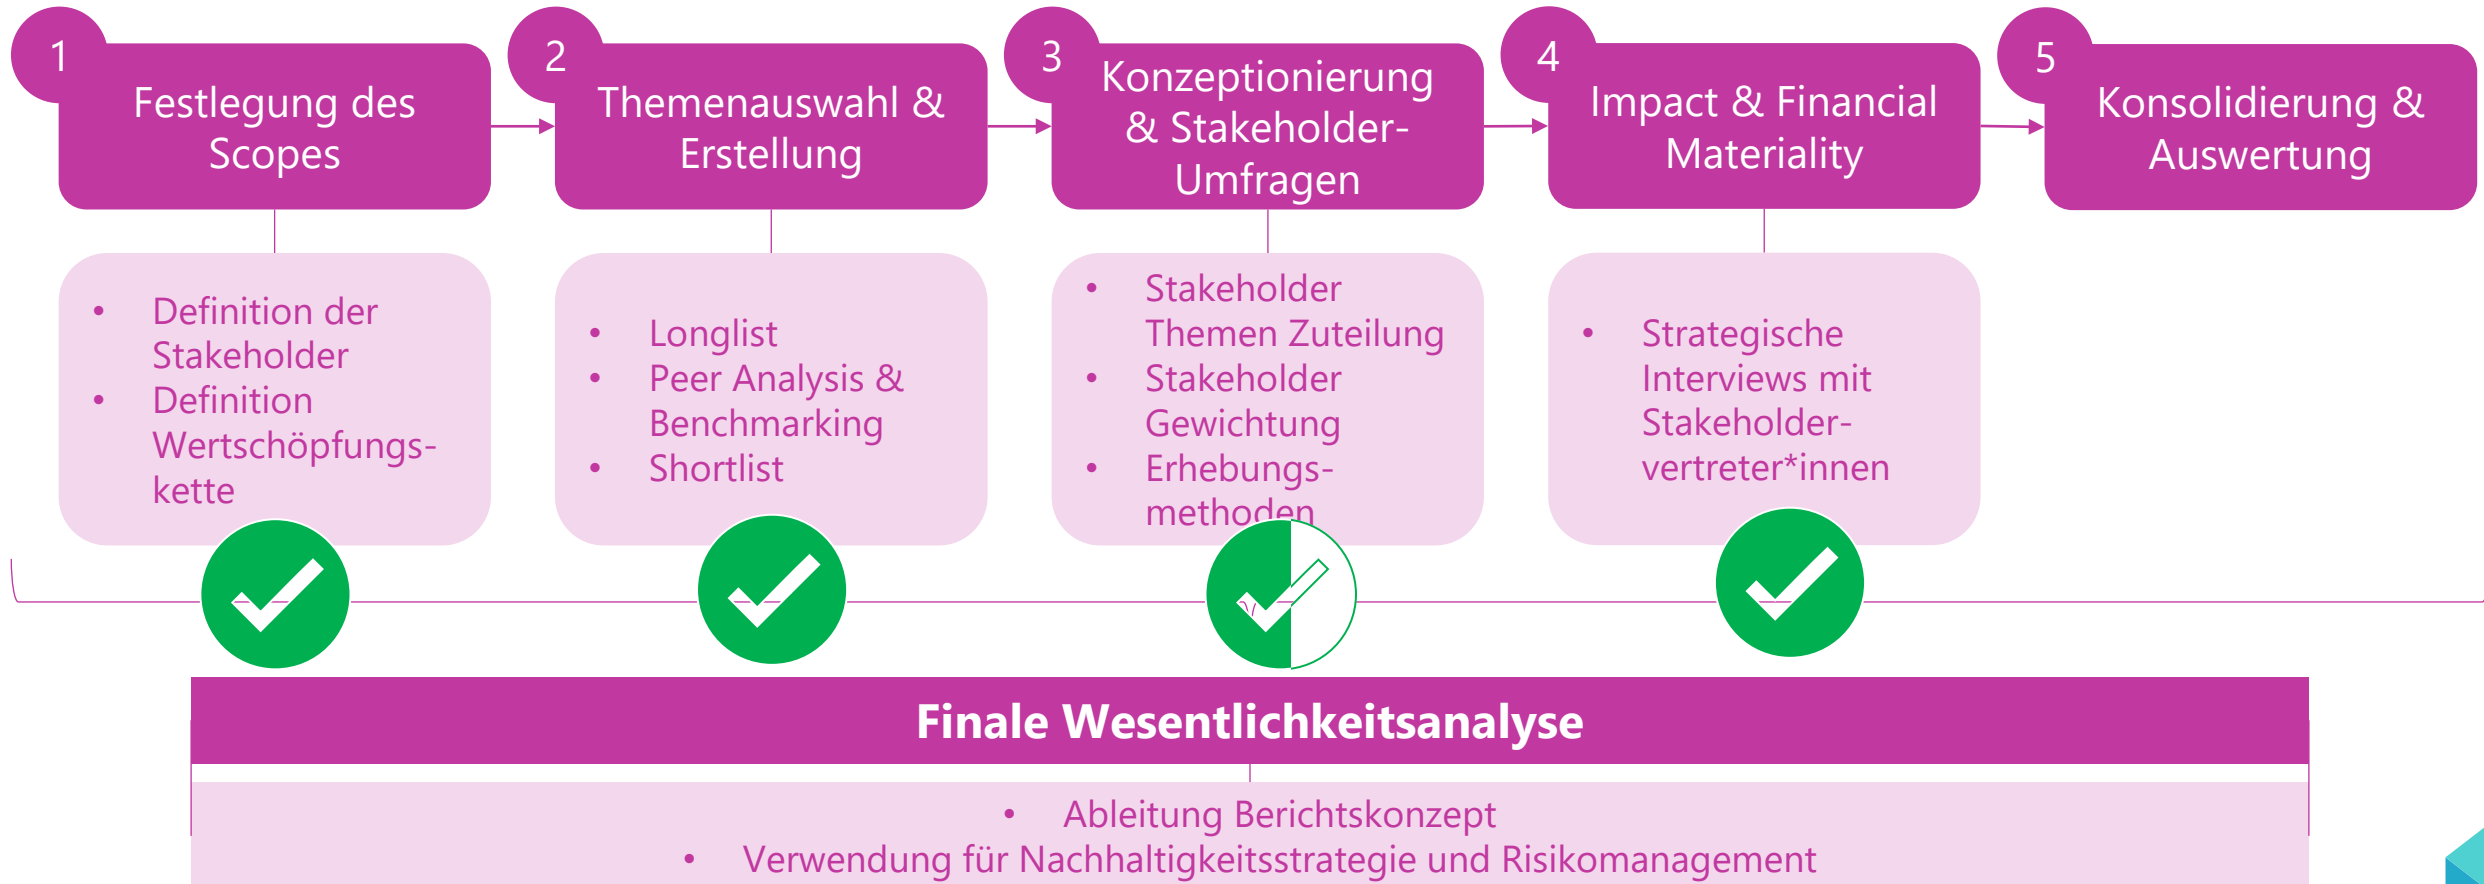 1
Festlegung des
Scopes
2
Themenauswahl &
Erstellung
3
Konzeptionierung
& Stakeholder-
Umfragen
4
Impact & Financial
Materiality
5
Konsolidierung &
Auswertung
• Definition der
Stakeholder
• Definition
Wertschöpfungs-
kette
• Longlist
• Peer Analysis &
Benchmarking
• Shortlist
• Stakeholder
Themen Zuteilung
• Stakeholder
Gewichtung
• Erhebungs-
methoden
• Strategische
Interviews mit
Stakeholder-
vertreter*innen
Finale Wesentlichkeitsanalyse
• Ableitung Berichtskonzept
• Verwendung für Nachhaltigkeitsstrategie und Risikomanagement